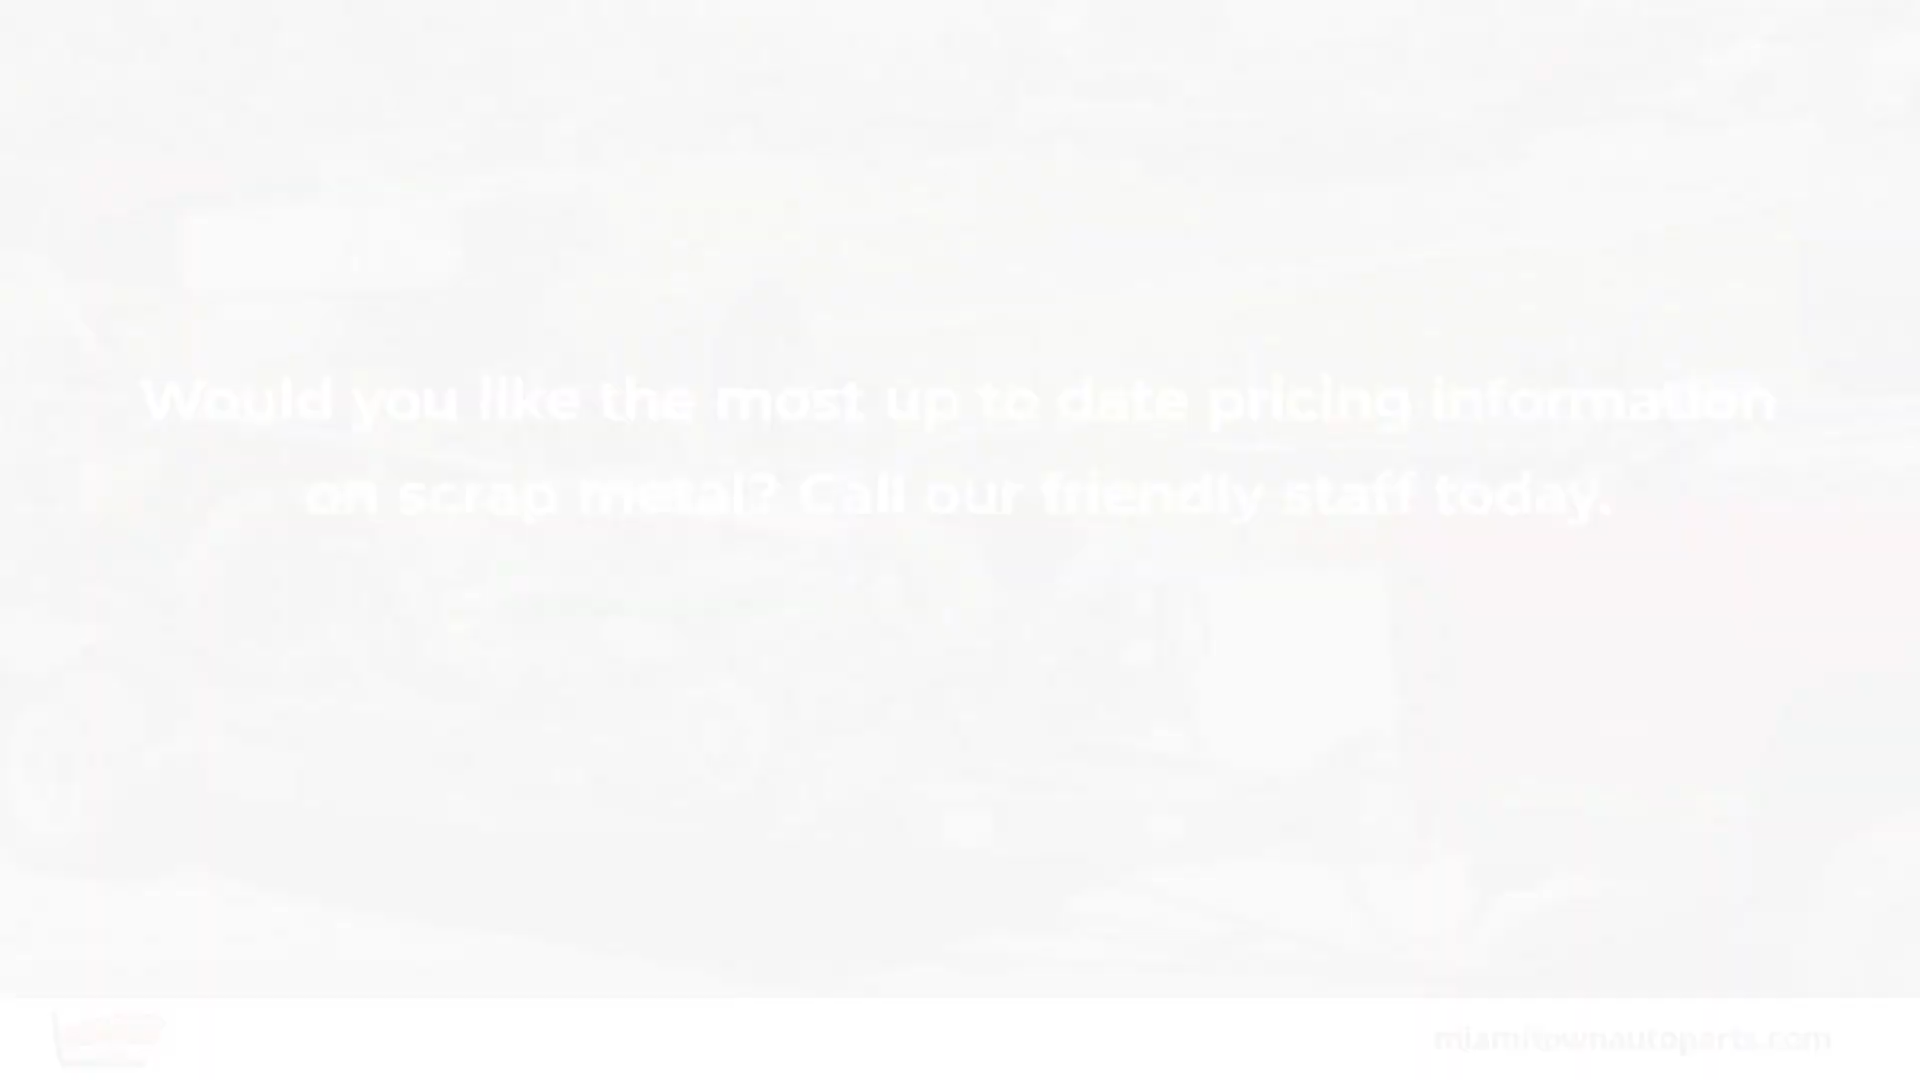 Would you like the most up to date pricing information
on scrap metal? Call our friendly staff today.
miamitownautoparts.com